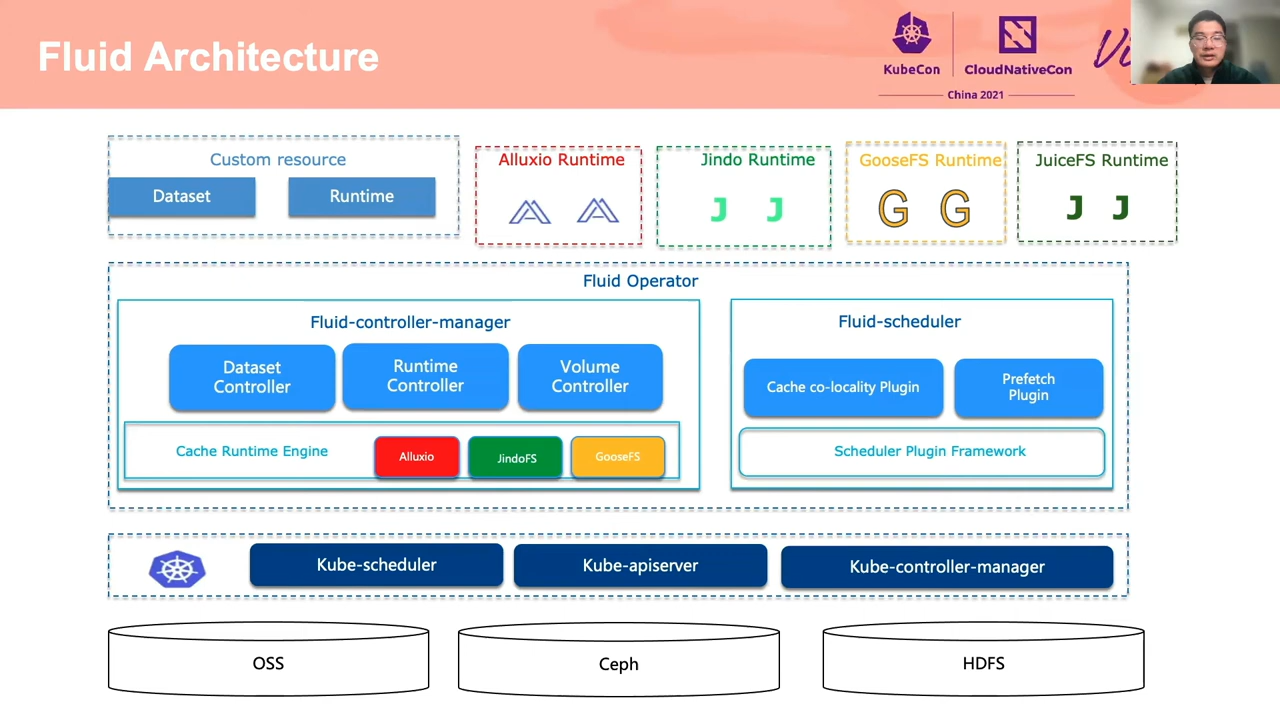 Fluid Architecture
KubeCon
CloudNativeCon
China 2021
Custom resource
Dataset
Runtime
Alluxio Runtime
Jindo Runtime
J J
GooseFS Runtime
G G
JuiceFS Runtime
J J
Fluid Operator
Fluid-controller-manager
Dataset
Controller
Runtime
Controller
Volume
Controller
Cache Runtime Engine
Alluxio
JindoFS
GooseFS
Fluid-scheduler
Cache co-locality Plugin
Prefetch
Plugin
Scheduler Plugin Framework
Kube-scheduler
Kube-apiserver
Kube-controller-manager
OSS
Ceph
HDFS